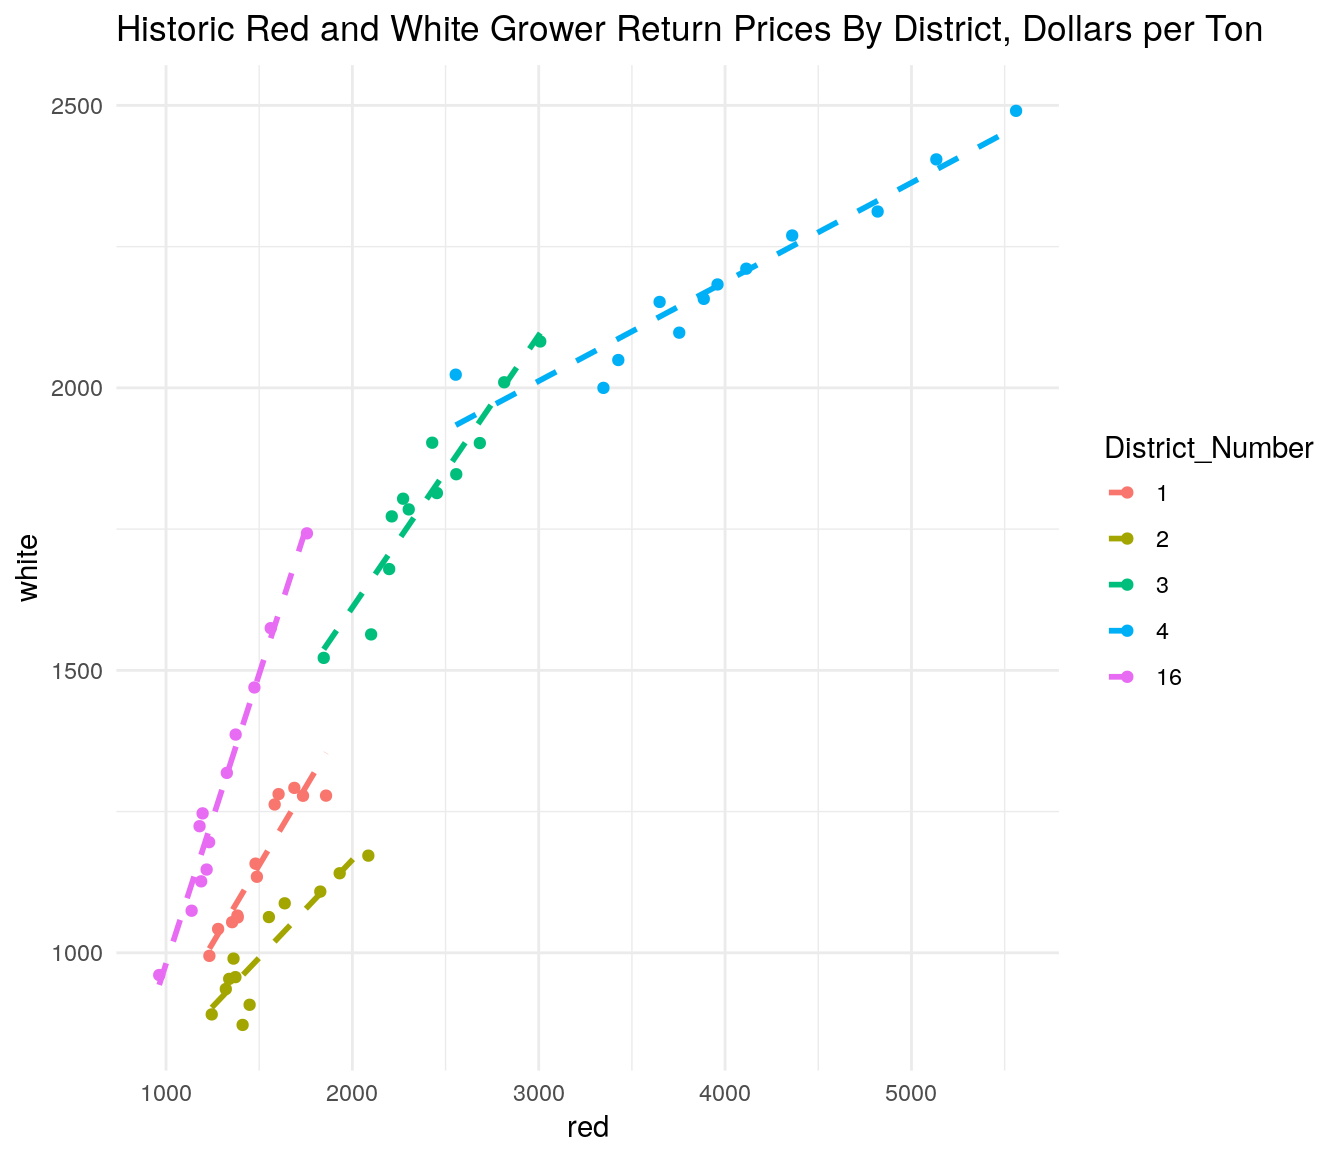 Historic Red and White Grower Return Prices By District, Dollars per Ton
2500
2000
1500
1000
white
1000 2000 3000 4000 5000
red
District_Number
1
2
3
4
16